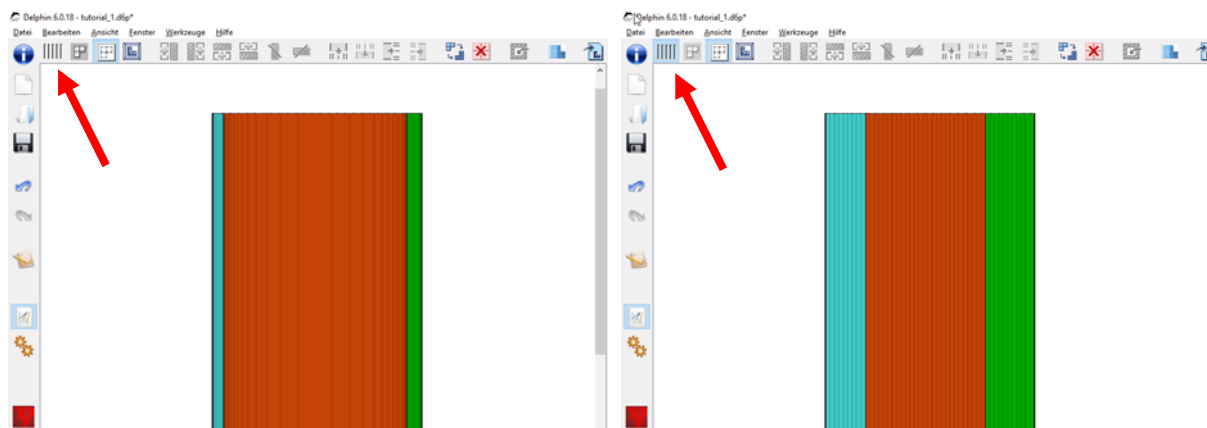 Delphin 6.0.18 - tutorial_1.d6p*
Datei Bearbeiten Ansicht Fenster Werkzeuge Hilfe
Delphin 6.0.18 - tutorial_1.d6p*
Datei Bearbeiten Ansicht Fenster Werkzeuge Hilfe